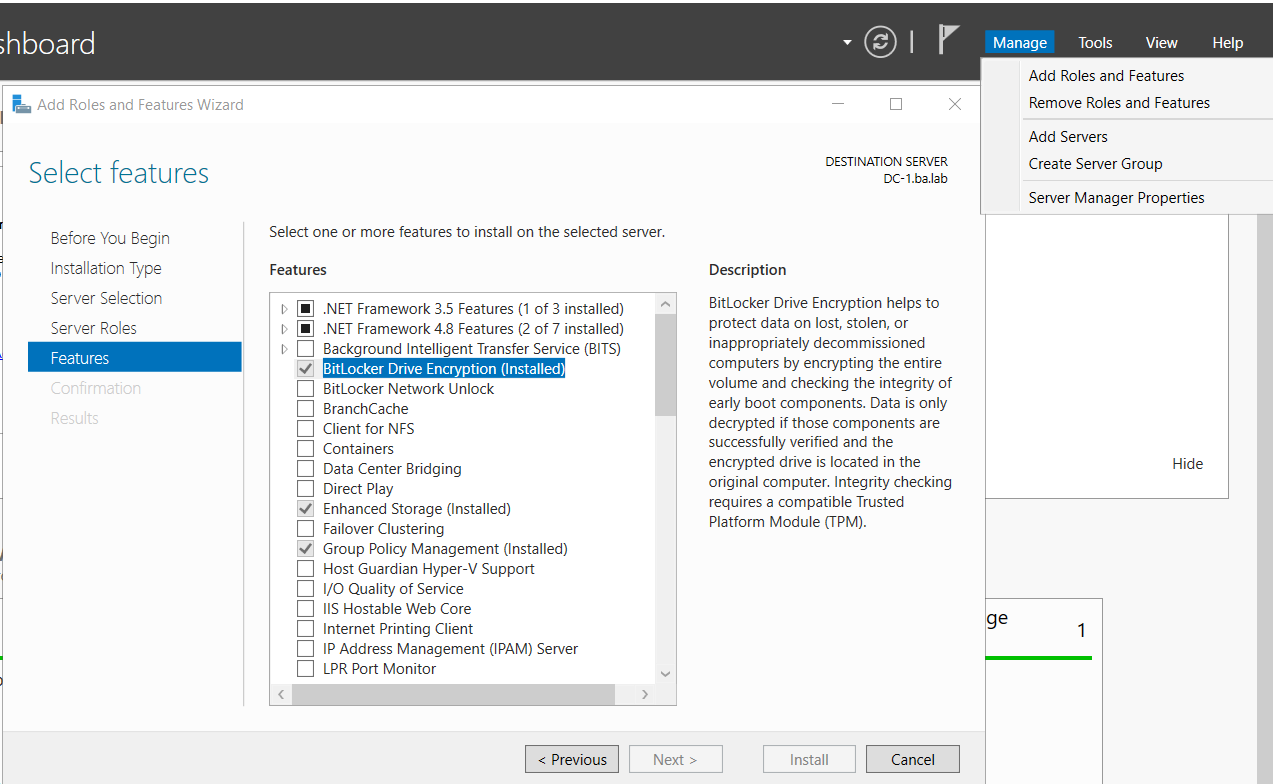 shboard
Manage
Tools
View
Help
Add Roles and Features
Remove Roles and Features
Add Servers
Create Server Group
Server Manager Properties
Add Roles and Features Wizard
Select features
DESTINATION SERVER
DC-1.ba.lab
Before You Begin
Installation Type
Server Selection
Server Roles
Features
Confirmation
Results
Select one or more features to install on the selected server.
Features
.NET Framework 3.5 Features (1 of 3 installed)
.NET Framework 4.8 Features (2 of 7 installed)
Background Intelligent Transfer Service (BITS)
BitLocker Drive Encryption (Installed)
BitLocker Network Unlock
BranchCache
Client for NFS
Containers
Data Center Bridging
Direct Play
Enhanced Storage (Installed)
Failover Clustering
Group Policy Management (Installed)
Host Guardian Hyper-V Support
I/O Quality of Service
IIS Hostable Web Core
Internet Printing Client
IP Address Management (IPAM) Server
LPR Port Monitor
Description
BitLocker Drive Encryption helps to
protect data on lost, stolen, or
inappropriately decommissioned
computers by encrypting the entire
volume and checking the integrity of
early boot components. Data is only
decrypted if those components are
successfully verified and the
encrypted drive is located in the
original computer. Integrity checking
requires a compatible Trusted
Platform Module (TPM).
Hide
ge
1
< Previous
Next >
Install
Cancel